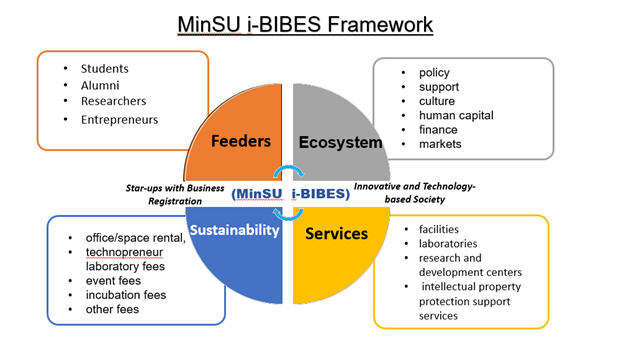 MinSU i-BIBES Framework
Students
Alumni
Researchers
Entrepreneurs
policy
support
culture
human capital
finance
markets
Feeders
Ecosystem
Star-ups with Business
Registration
(MinSU i-BIBES)
Innovative and Technology-
based Society
Sustainability
Services
office/space rental,
technopreneur
laboratory fees
event fees
incubation fees
other fees
facilities
laboratories
research and
development centers
intellectual property
protection support
services